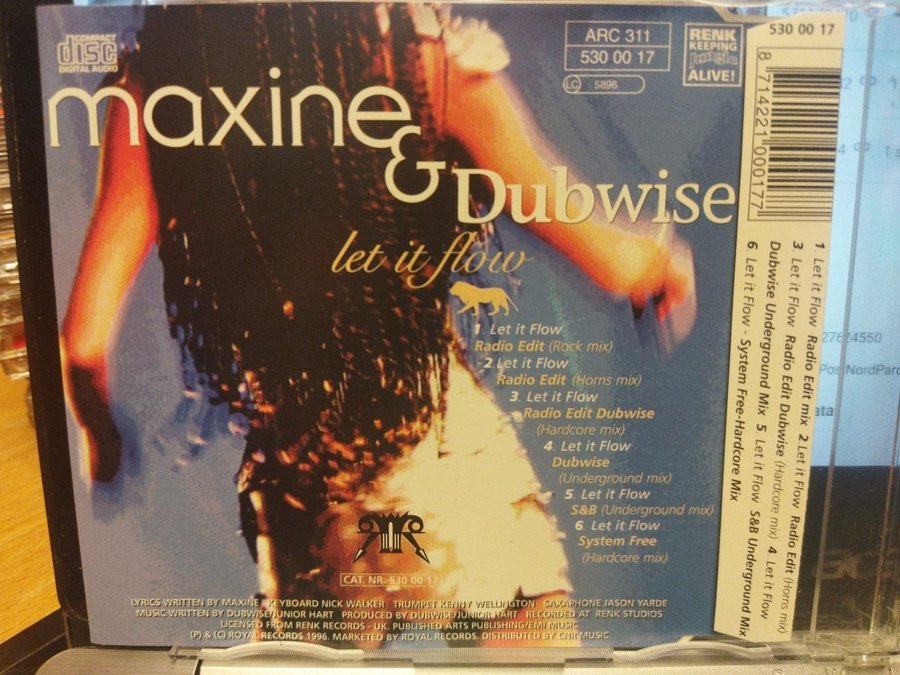 COMPACT
disc
DIGITAL AUDIO
ARC 311
530 00 17
LC 5896
RENK
KEEPING
Jungle
ALIVE!
530 00 17
8 714221 000177
maxine
&
Dubwise
let it flow
1. Let it Flow
Radio Edit (Rock mix)
2. Let it Flow
Radio Edit (Horns mix)
3. Let it Flow
Radio Edit Dubwise
(Hardcore mix)
4. Let it Flow
Dubwise
(Underground mix)
5. Let it Flow
S&B (Underground mix)
6. Let it Flow
System Free
(Hardcore mix)
CAT. NR. 530 00 17
LYRICS WRITTEN BY MAXINE KEYBOARD NICK WALKER TRUMPET KENNY WELLINGTON SAXAPHONE JASON YARDE
MUSIC WRITTEN BY DUBWISE/JUNIOR HART PRODUCED BY DUBWISE/JUNIOR HART RECORDED AT RENK STUDIOS
LICENSED FROM RENK RECORDS - UK. PUBLISHED ARTS PUBLISHING/EMI MUSIC
(P) & (C) ROYAL RECORDS 1996. MARKETED BY ROYAL RECORDS. DISTRIBUTED BY CNR MUSIC
1. Let it Flow Radio Edit mix 2 Let it Flow Radio Edit (Horns mix)
3. Let it Flow Radio Edit Dubwise (Hardcore mix) 4. Let it Flow
Dubwise Underground Mix 5. Let it Flow S&B Underground Mix
6. Let it Flow - System Free-Hardcore Mix
27624550
PostNordPar
ata